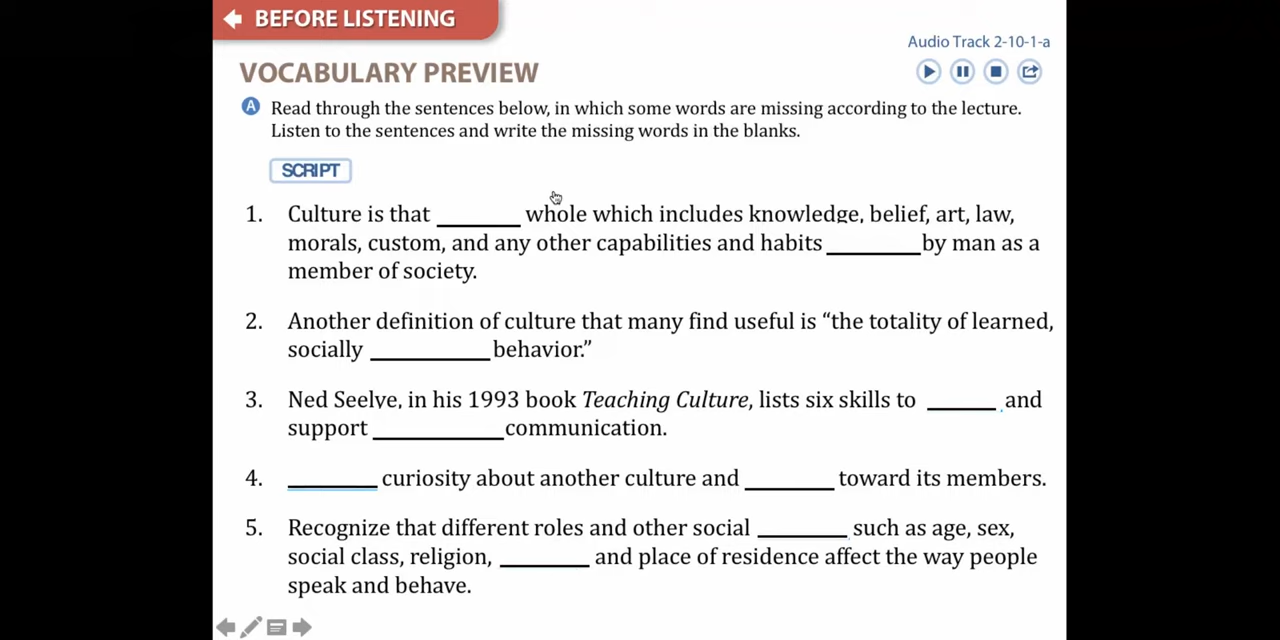 BEFORE LISTENING
Audio Track 2-10-1-a
VOCABULARY PREVIEW
A Read through the sentences below, in which some words are missing according to the lecture.
Listen to the sentences and write the missing words in the blanks.
SCRIPT
1. Culture is that ________ whole which includes knowledge, belief, art, law,
morals, custom, and any other capabilities and habits ________ by man as a
member of society.
2. Another definition of culture that many find useful is “the totality of learned,
socially ________ behavior.”
3. Ned Seelye, in his 1993 book Teaching Culture, lists six skills to ________ and
support ________ communication.
4. ________ curiosity about another culture and ________ toward its members.
5. Recognize that different roles and other social ________ such as age, sex,
social class, religion, ________ and place of residence affect the way people
speak and behave.